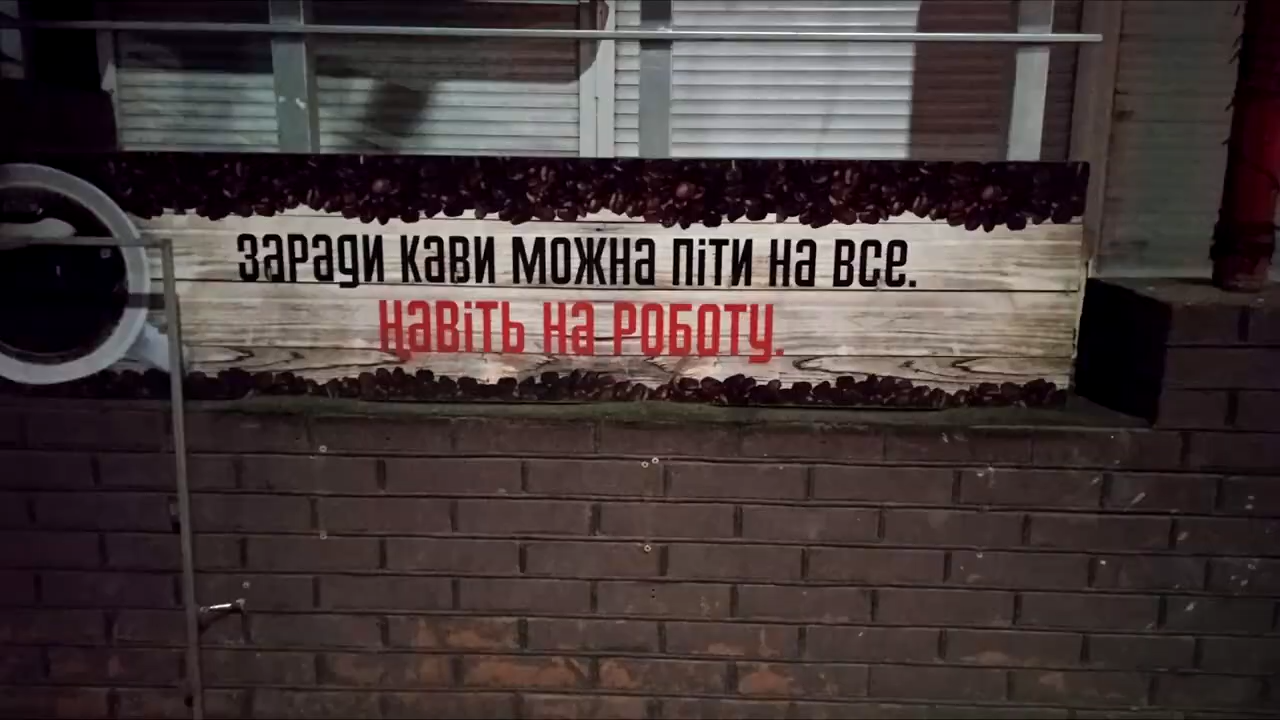 заради кави можна піти на все.
навіть на роботу.